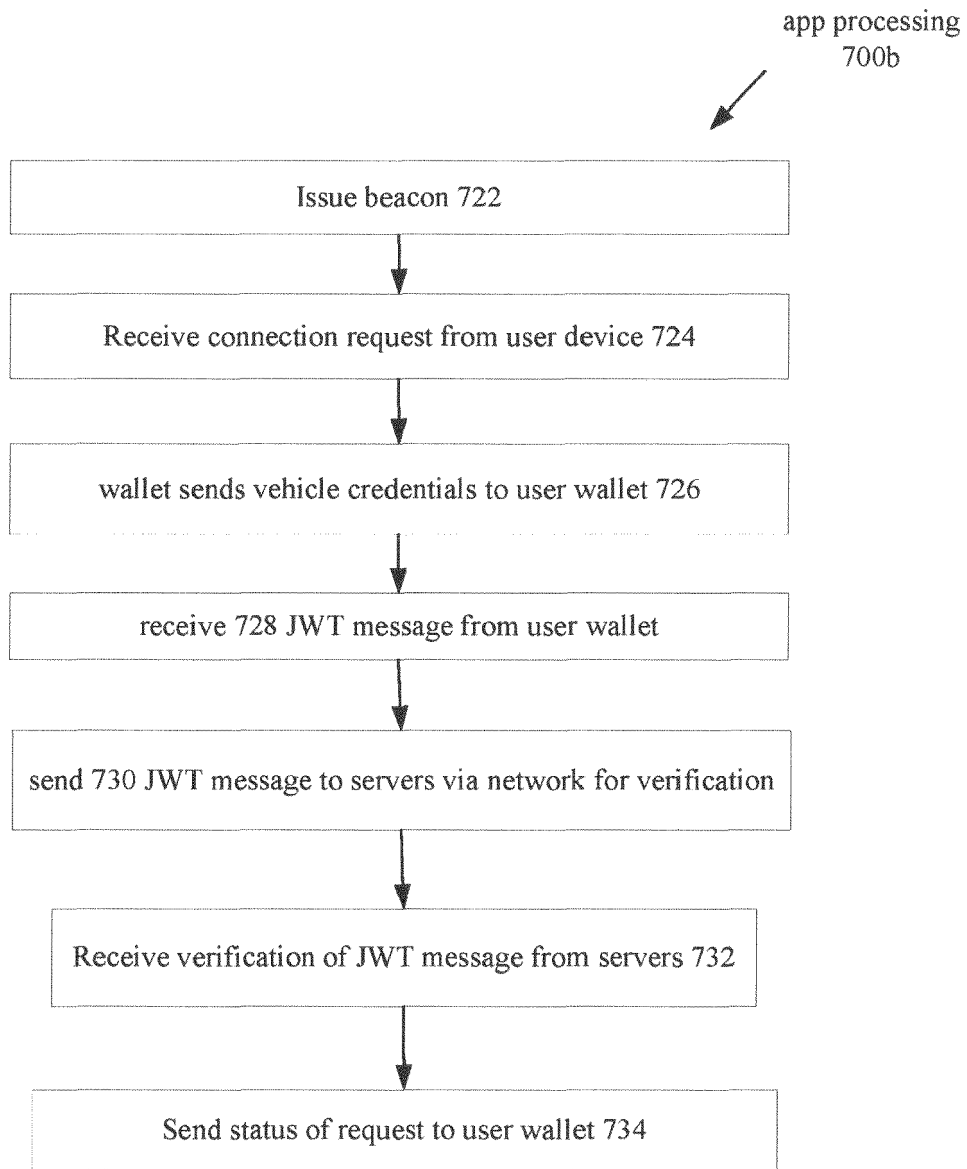 app processing
700b
Issue beacon 722
Receive connection request from user device 724
wallet sends vehicle credentials to user wallet 726
receive 728 JWT message from user wallet
send 730 JWT message to servers via network for verification
Receive verification of JWT message from servers 732
Send status of request to user wallet 734